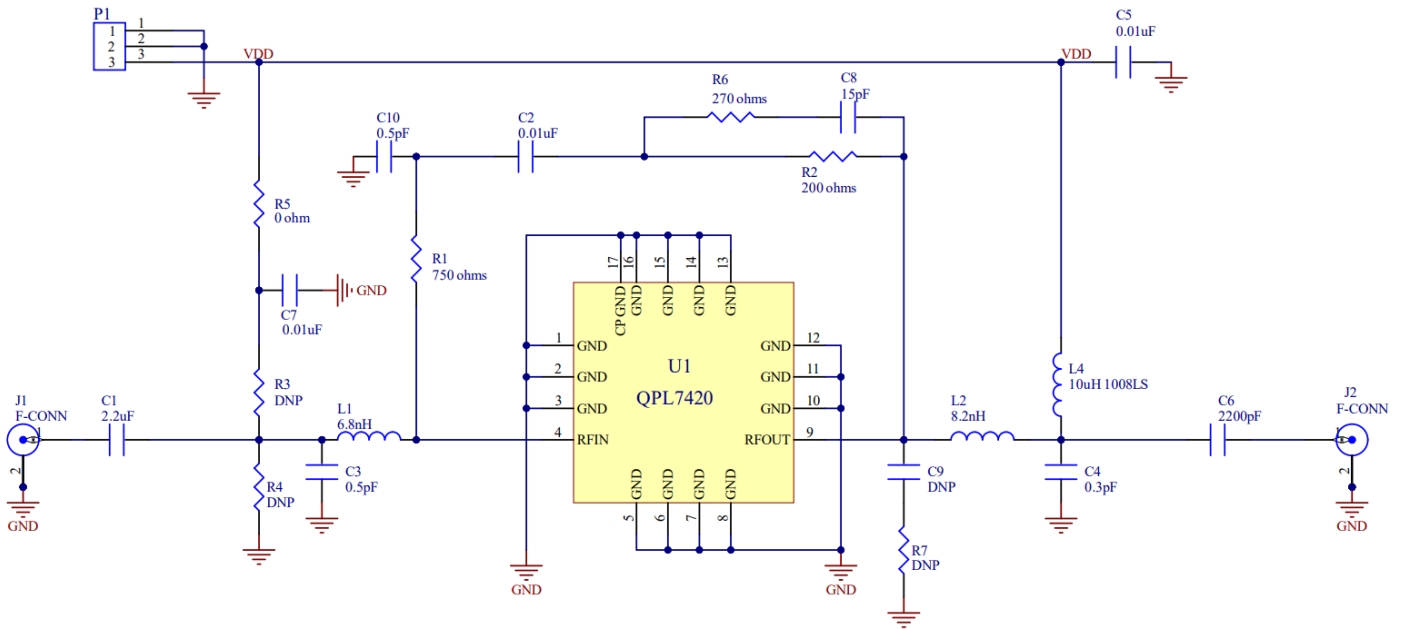 P1
1
2
3
1
2
3
VDD
VDD
C5
0.01uF
R6
270 ohms
C8
15pF
C10
0.5pF
C2
0.01uF
R2
200 ohms
R5
0 ohm
R1
750 ohms
C7
0.01uF
GND
17
16
15
14
13
CP GND
GND
GND
GND
GND
1
GND
2
GND
3
GND
4
RFIN
U1
QPL7420
12
GND
11
GND
10
GND
9
RFOUT
GND
GND
GND
GND
5
6
7
8
GND
GND
R3
DNP
J1
F-CONN
1
2
GND
C1
2.2uF
L1
6.8nH
R4
DNP
C3
0.5pF
L2
8.2nH
C9
DNP
R7
DNP
L4
10uH 1008LS
C4
0.3pF
C6
2200pF
J2
F-CONN
1
2
GND